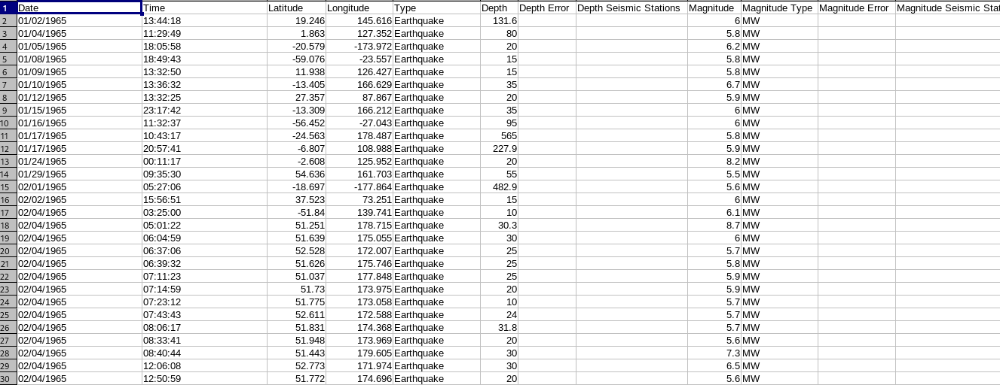 1 Date Time Latitude Longitude Type Depth Depth Error Depth Seismic Stations Magnitude Magnitude Type Magnitude Error Magnitude Seismic Stat
2 01/02/1965 13:44:18 19.246 145.616 Earthquake 131.6 6 MW
3 01/04/1965 11:29:49 1.863 127.352 Earthquake 80 5.8 MW
4 01/05/1965 18:05:58 -20.579 -173.972 Earthquake 20 6.2 MW
5 01/08/1965 18:49:43 -59.076 -23.557 Earthquake 15 5.8 MW
6 01/09/1965 13:32:50 11.938 126.427 Earthquake 15 5.8 MW
7 01/10/1965 13:36:32 -13.405 166.629 Earthquake 35 6.7 MW
8 01/12/1965 13:32:25 27.357 87.867 Earthquake 20 5.9 MW
9 01/15/1965 23:17:42 -13.309 166.212 Earthquake 35 6 MW
10 01/16/1965 11:32:37 -56.452 -27.043 Earthquake 95 6 MW
11 01/17/1965 10:43:17 -24.563 178.487 Earthquake 565 5.8 MW
12 01/17/1965 20:57:41 -6.807 108.988 Earthquake 227.9 5.9 MW
13 01/24/1965 00:11:17 -2.608 125.952 Earthquake 20 8.2 MW
14 01/29/1965 09:35:30 54.636 161.703 Earthquake 55 5.5 MW
15 02/01/1965 05:27:06 -18.697 -177.864 Earthquake 482.9 5.6 MW
16 02/02/1965 15:56:51 37.523 73.251 Earthquake 15 6 MW
17 02/04/1965 03:25:00 -51.84 139.741 Earthquake 10 6.1 MW
18 02/04/1965 05:01:22 51.251 178.715 Earthquake 30.3 8.7 MW
19 02/04/1965 06:04:59 51.639 175.055 Earthquake 30 6 MW
20 02/04/1965 06:37:06 52.528 172.007 Earthquake 25 5.7 MW
21 02/04/1965 06:39:32 51.626 175.746 Earthquake 25 5.8 MW
22 02/04/1965 07:11:23 51.037 177.848 Earthquake 25 5.9 MW
23 02/04/1965 07:14:59 51.73 173.975 Earthquake 20 5.9 MW
24 02/04/1965 07:23:12 51.775 173.058 Earthquake 10 5.7 MW
25 02/04/1965 07:43:43 52.611 172.588 Earthquake 24 5.7 MW
26 02/04/1965 08:06:17 51.831 174.368 Earthquake 31.8 5.7 MW
27 02/04/1965 08:33:41 51.948 173.969 Earthquake 20 5.6 MW
28 02/04/1965 08:40:44 51.443 179.605 Earthquake 30 7.3 MW
29 02/04/1965 12:06:08 52.773 171.974 Earthquake 30 6.5 MW
30 02/04/1965 12:50:59 51.772 174.696 Earthquake 20 5.6 MW